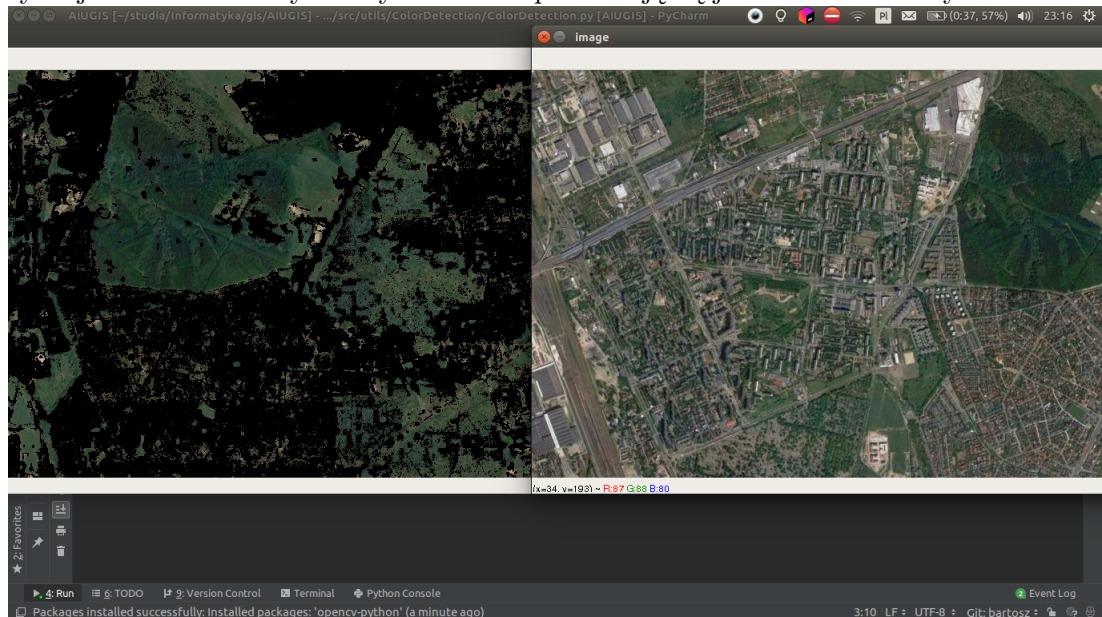 AiUGIS [~/studia/Informatyka/gis/AiUGIS] - .../src/utils/ColorDetection/ColorDetection.py [AiUGIS] - PyCharm
Pl (0:37, 57%) 23:16
image
(x=34, y=193) ~ R:87 G:88 B:80
2: Favorites
4: Run 6: TODO 9: Version Control Terminal Python Console 2 Event Log
Packages installed successfully: Installed packages: 'opencv-python' (a minute ago) 3:10 LF UTF-8 Git: bartosz